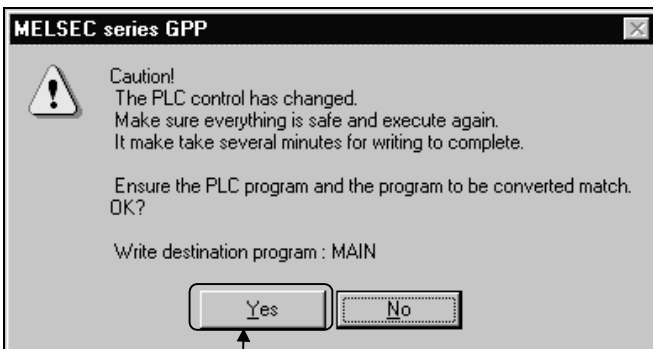 MELSEC series GPP
Caution!
The PLC control has changed.
Make sure everything is safe and execute again.
It make take several minutes for writing to complete.
Ensure the PLC program and the program to be converted match.
OK?
Write destination program : MAIN
Yes
No